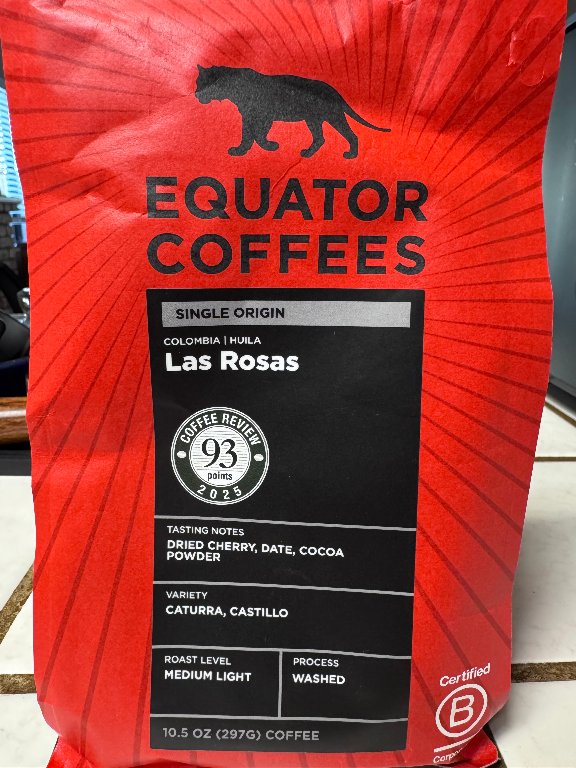 EQUATOR
COFFEES
SINGLE ORIGIN
COLOMBIA | HUILA
Las Rosas
COFFEE REVIEW
93
points
2025
TASTING NOTES
DRIED CHERRY, DATE, COCOA
POWDER
VARIETY
CATURRA, CASTILLO
ROAST LEVEL
MEDIUM LIGHT
PROCESS
WASHED
10.5 OZ (297G) COFFEE
Certified
B